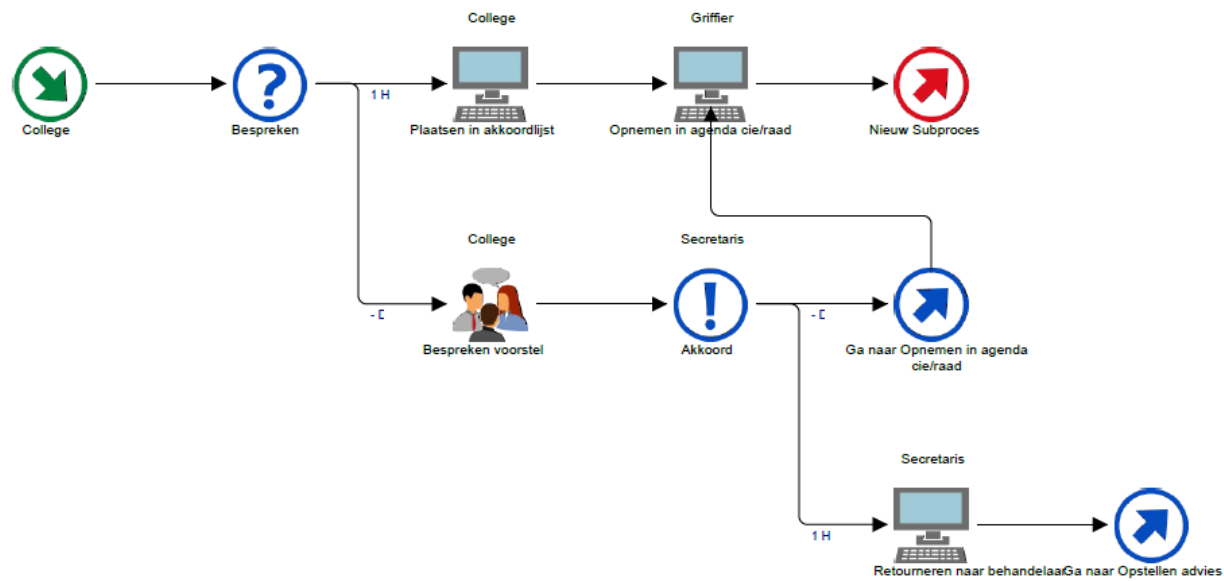 College
Griffier
College
Bespreken
1 H
Plaatsen in akkoordlijst
Opnemen in agenda cie/raad
Nieuw Subproces
College
Secretaris
- D
- D
Bespreken voorstel
Akkoord
Ga naar Opnemen in agenda
cie/raad
Secretaris
1 H
Retourneren naar behandelaar
Ga naar Opstellen advies